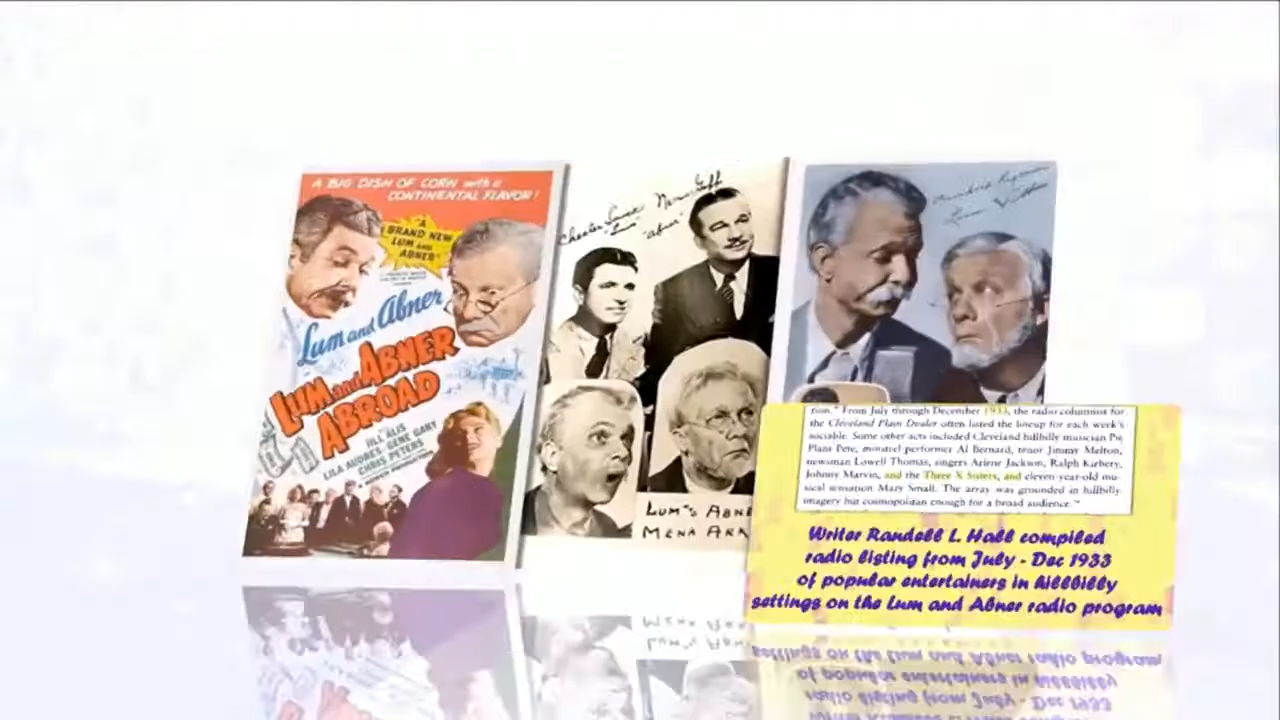 A BIG DISH OF CORN with a
CONTINENTAL FLAVOR!
"A
BRAND NEW
LUM AND
ABNER"
Lum and Abner
LUM and ABNER
ABROAD
JILL ALIS
LILA AUDRES GENE GARY
CHRIS PETERS
Chester Lauck Norris Goff
"Lum" "Abner"
LUM & ABNE
MENA ARK
tion." From July through December 1933, the radio columnist for
the Cleveland Plain Dealer often listed the lineup for each week's
sociable. Some other acts included Cleveland hillbilly musician Pie
Plant Pete, minstrel performer Al Bernard, tenor Jimmy Melton,
newsman Lowell Thomas, singers Arlene Jackson, Ralph Kirbery,
Johnny Marvin, and the Three X Sisters, and eleven-year-old mu-
sical sensation Mary Small. The array was grounded in hillbilly
imagery but cosmopolitan enough for a broad audience."
Writer Randell L. Hall compiled
radio listing from July - Dec 1933
of popular entertainers in hillbilly
settings on the Lum and Abner radio program